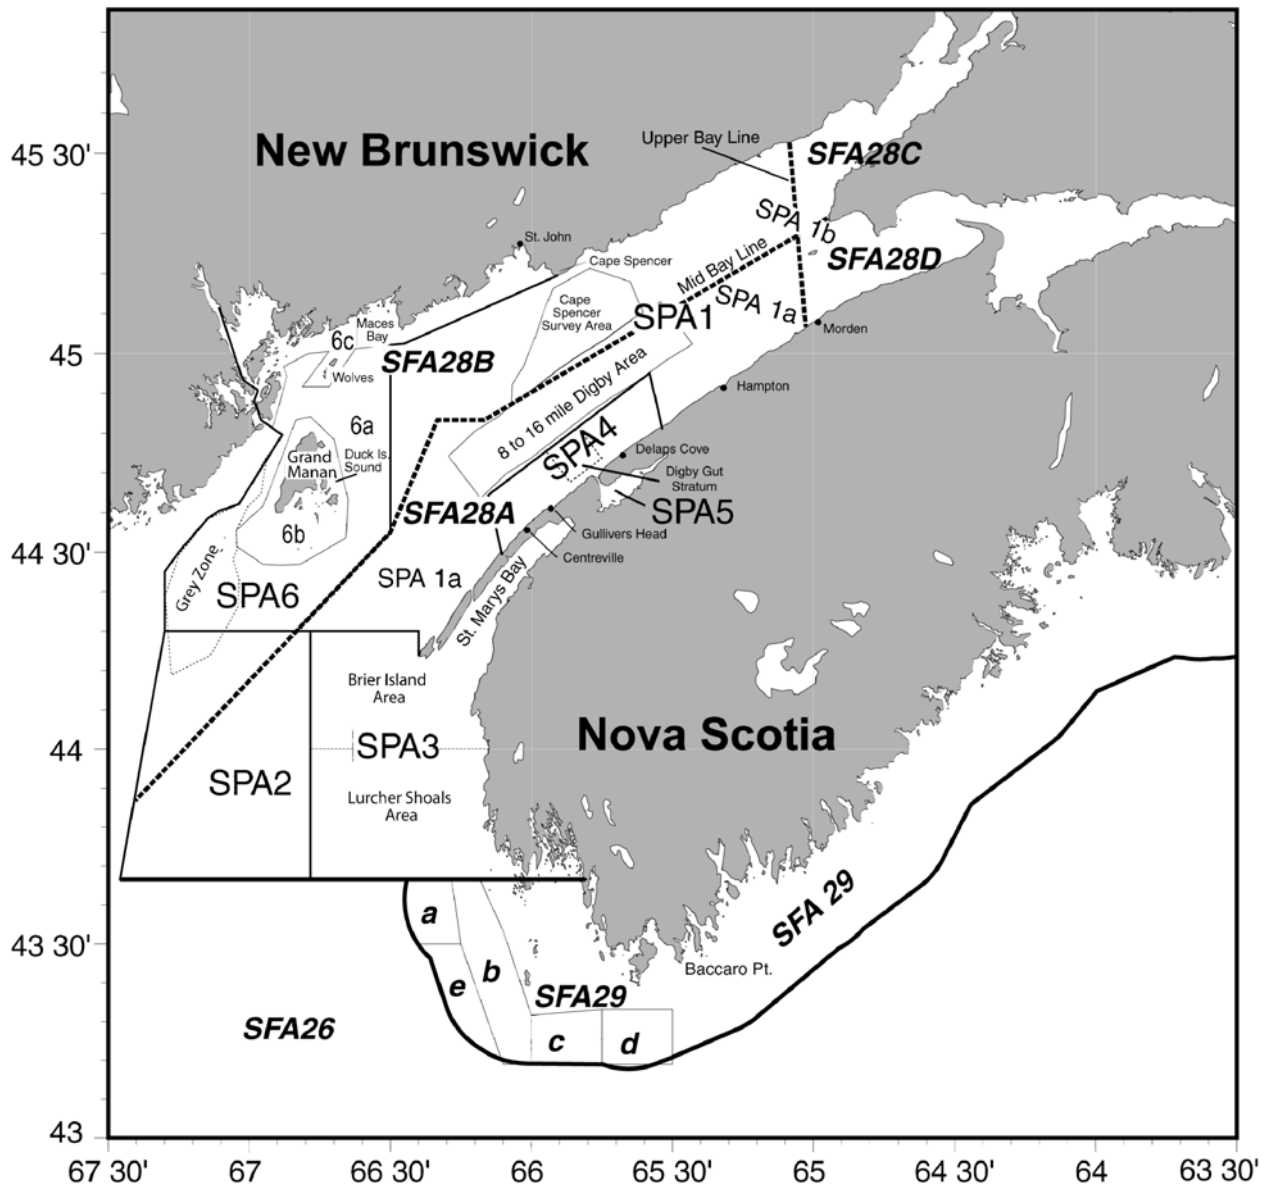 45 30'
New Brunswick
Upper Bay Line
SFA28C
SPA 1b
St. John
Cape Spencer
Mid Bay Line
SFA28D
Cape
Spencer
Survey Area
SPA1
SPA 1a
Morden
Maces
Bay
6c
45
SFA28B
Wolves
8 to 16 mile Digby Area
Hampton
6a
SPA4
Grand
Manan
Duck Is.
Sound
Delaps Cove
Digby Gut
Stratum
SFA28A
SPA5
6b
Gullivers Head
44 30'
Centreville
Grey Zone
SPA 1a
SPA6
St. Marys Bay
Brier Island
Area
Nova Scotia
44
SPA3
SPA2
Lurcher Shoals
Area
SFA 29
a
43 30'
b
Baccaro Pt.
e
SFA29
SFA26
c
d
43
67 30'
67
66 30'
66
65 30'
65
64 30'
64
63 30'